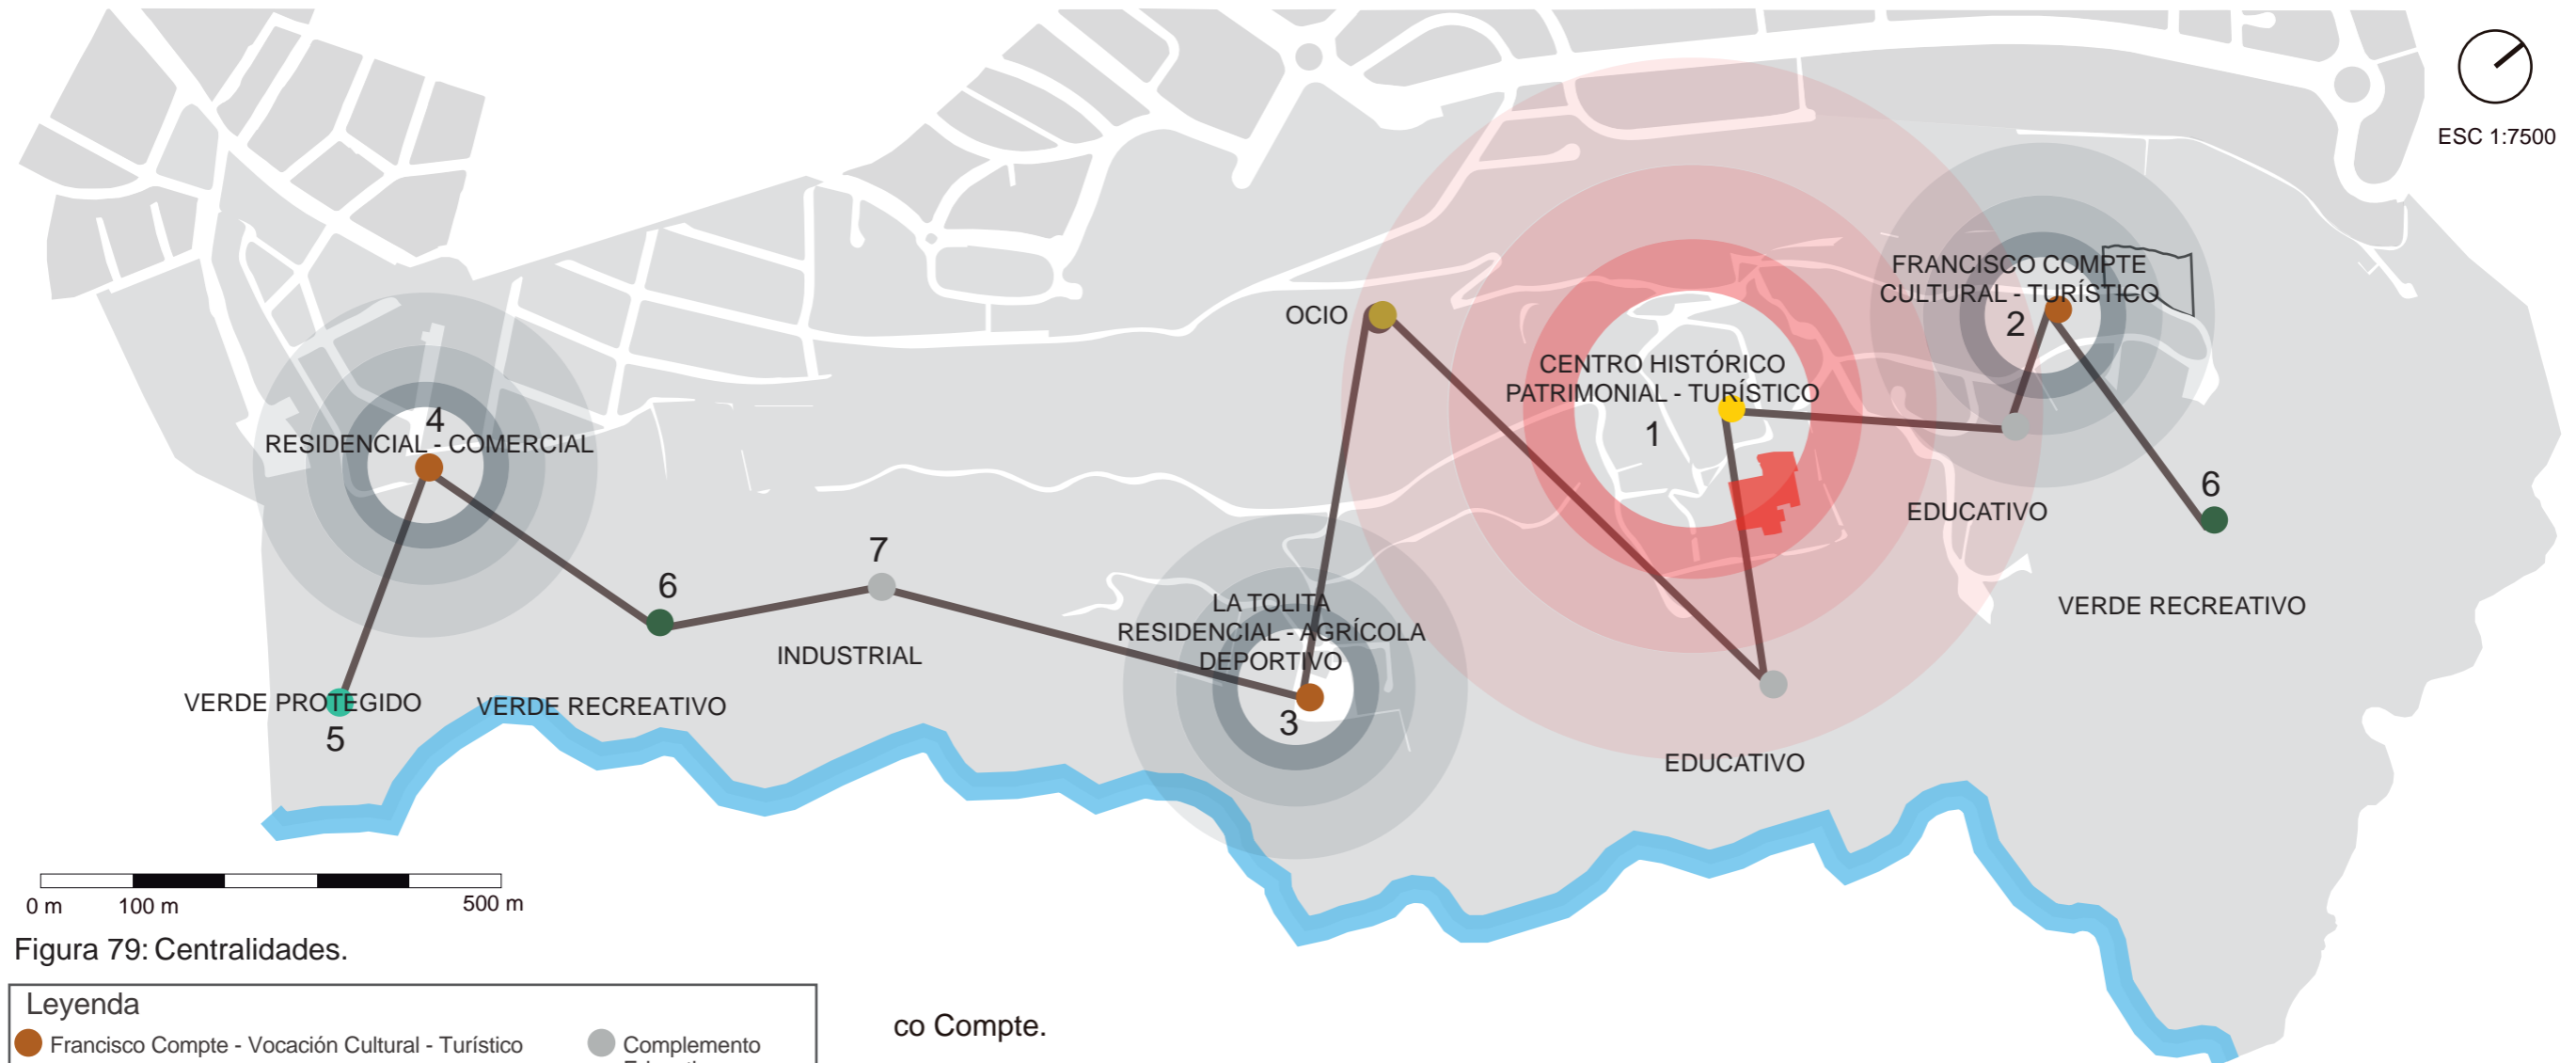 ESC 1:7500
FRANCISCO COMPTE
CULTURAL - TURÍSTICO
2
OCIO
CENTRO HISTÓRICO
PATRIMONIAL - TURÍSTICO
1
4
RESIDENCIAL - COMERCIAL
6
EDUCATIVO
7
6
LA TOLITA
RESIDENCIAL - AGRÍCOLA
DEPORTIVO
3
VERDE RECREATIVO
INDUSTRIAL
VERDE PROTEGIDO
5
VERDE RECREATIVO
EDUCATIVO
0 m 100 m 500 m
Figura 79: Centralidades.
Leyenda
Francisco Compte - Vocación Cultural - Turístico
Complemento
co Compte.